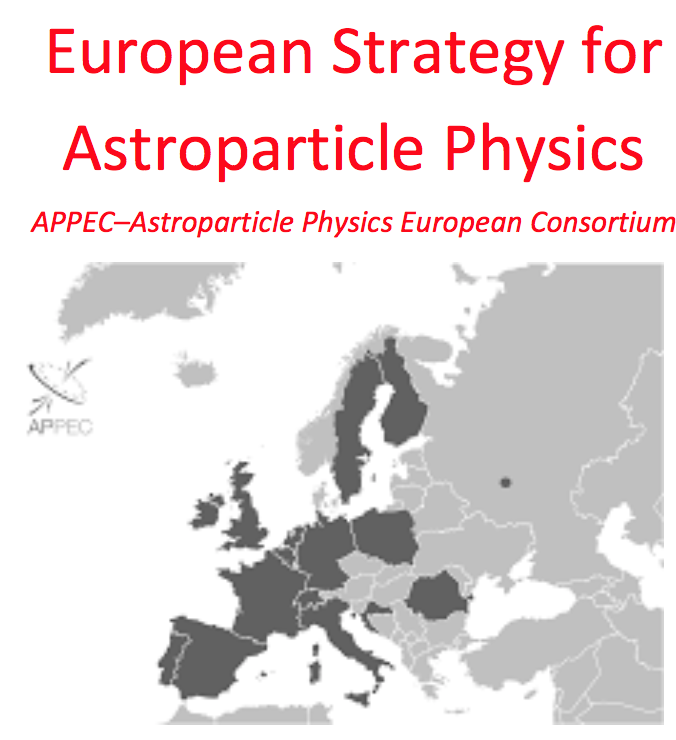 European Strategy for
Astroparticle Physics
APPEC–Astroparticle Physics European Consortium
APPEC